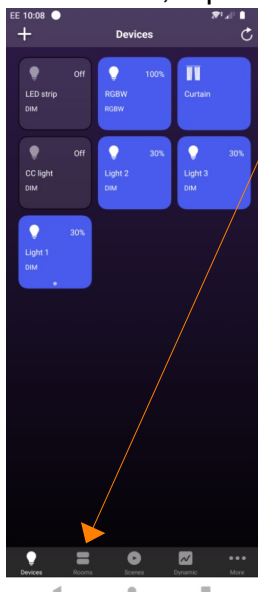 EE 10:08
Devices
Off
LED strip
DIM
100%
RGBW
RGBW
Curtain
Off
CC light
DIM
30%
Light 2
DIM
30%
Light 3
DIM
30%
Light 1
DIM
Devices Rooms Scenes Dynamic More